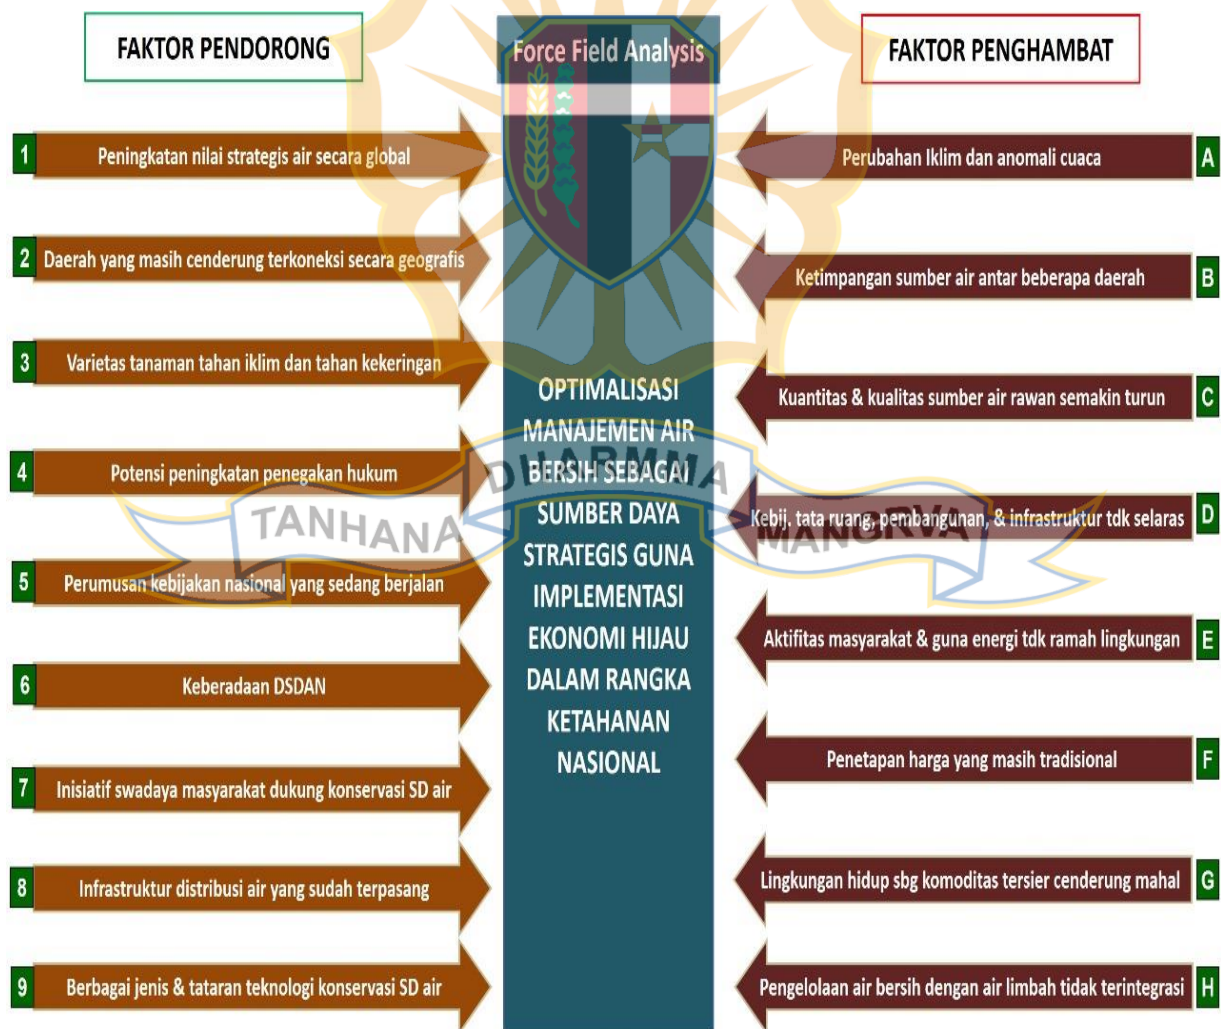 FAKTOR PENDORONG
Force Field Analysis
FAKTOR PENGHAMBAT
1 Peningkatan nilai strategis air secara global
2 Daerah yang masih cenderung terkoneksi secara geografis
3 Varietas tanaman tahan iklim dan tahan kekeringan
4 Potensi peningkatan penegakan hukum
5 Perumusan kebijakan nasional yang sedang berjalan
6 Keberadaan DSDAN
7 Inisiatif swadaya masyarakat dukung konservasi SD air
8 Infrastruktur distribusi air yang sudah terpasang
9 Berbagai jenis & tataran teknologi konservasi SD air
OPTIMALISASI
MANAJEMEN AIR
BERSIH SEBAGAI
SUMBER DAYA
STRATEGIS GUNA
IMPLEMENTASI
EKONOMI HIJAU
DALAM RANGKA
KETAHANAN
NASIONAL
Perubahan Iklim dan anomali cuaca A
Ketimpangan sumber air antar beberapa daerah B
Kuantitas & kualitas sumber air rawan semakin turun C
Kebij. tata ruang, pembangunan, & infrastruktur tdk selaras D
Aktifitas masyarakat & guna energi tdk ramah lingkungan E
Penetapan harga yang masih tradisional F
Lingkungan hidup sbg komoditas tersier cenderung mahal G
Pengelolaan air bersih dengan air limbah tidak terintegrasi H
TANHANA DHARMMA MANGRVA